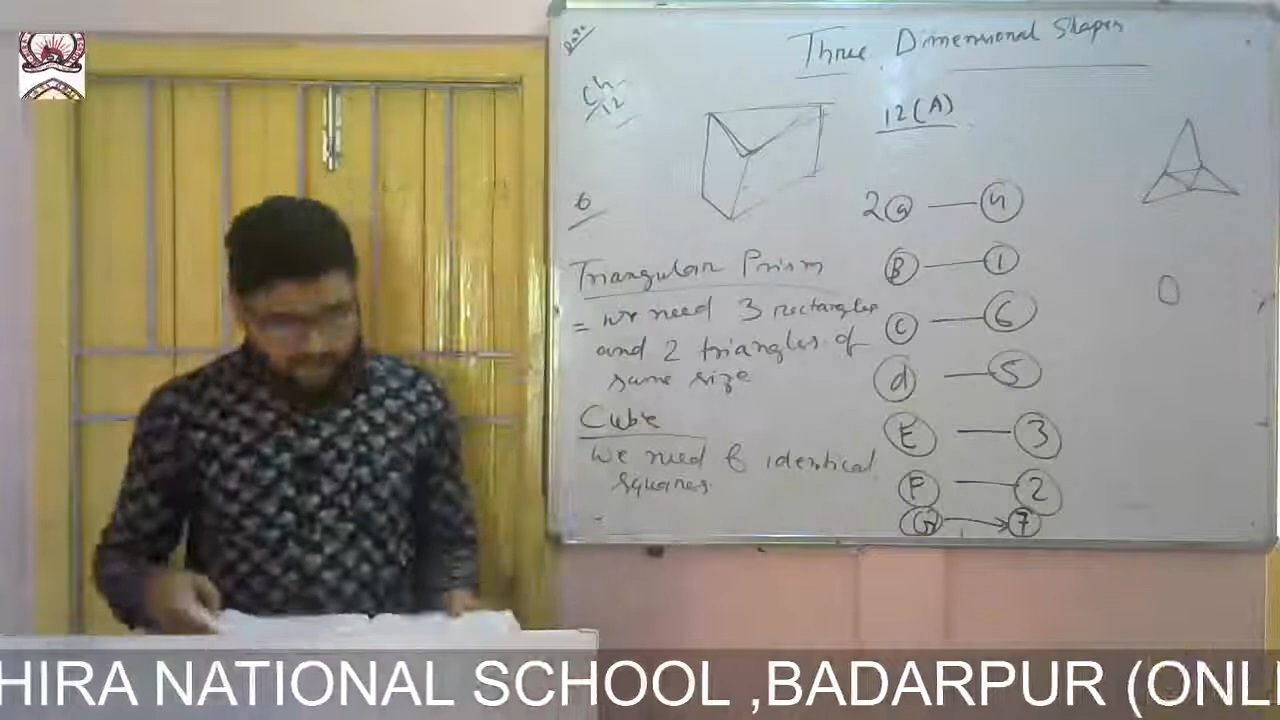 Three Dimensional Shapes
Ch
12
12(A)
6
Triangular Prism
= we need 3 rectangles
and 2 triangles of
same size
Cube
We need 6 identical
squares.
2 a — 4
B — 1
c — 6
d — 5
E — 3
F — 2
G → 7
HIRA NATIONAL SCHOOL ,BADARPUR (ONL